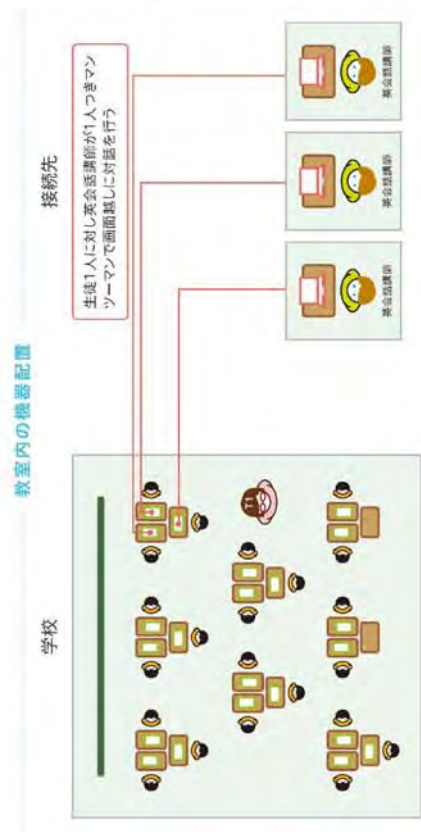 教室内の機器配置
学校
接続先
生徒1人に対し英会話講師が1人つきマン
ツーマンで画面越しに対話を行う
T1
英会話講師
英会話講師
英会話講師